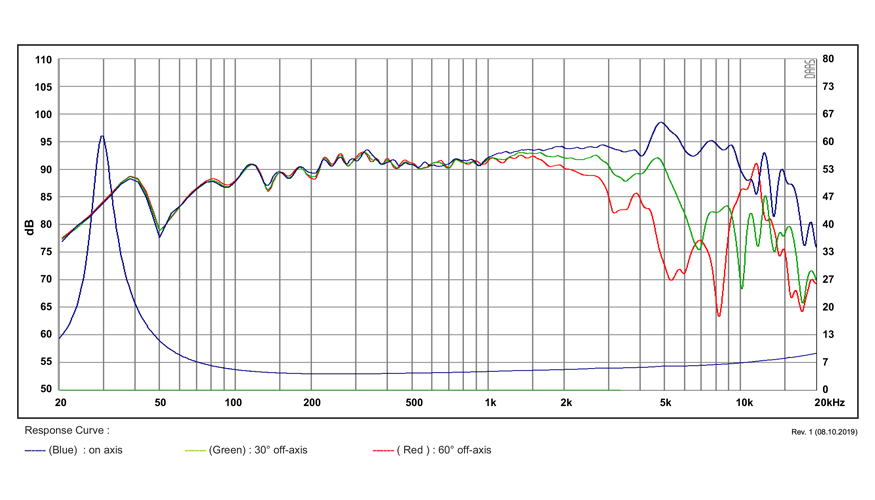 DAAS
110 80
105 73
100 67
95 60
90 53
85 47
80 40
dB
75 33
70 27
65 20
60 13
55 7
50 0
20 50 100 200 500 1k 2k 5k 10k 20kHz
Response Curve :
Rev. 1 (08.10.2019)
(Blue) : on axis (Green) : 30° off-axis ( Red ) : 60° off-axis